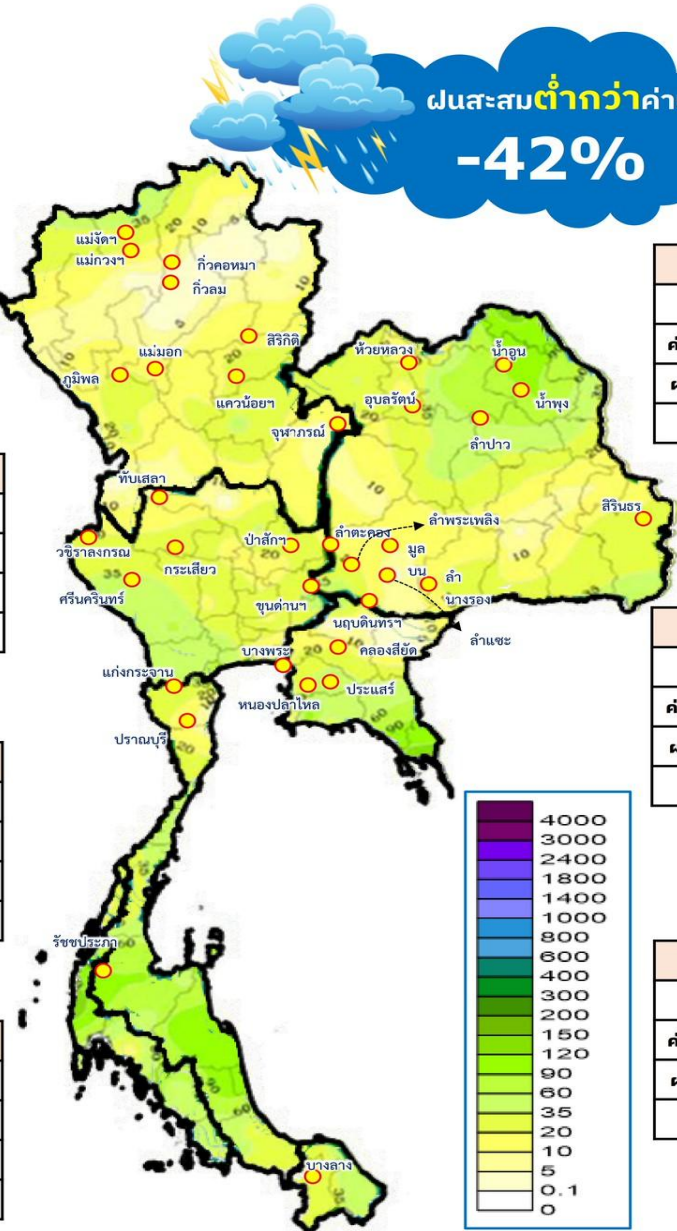 ฝนสะสมต่ำกว่าค่า
-42%
แม่งัดฯ
แม่กวงฯ
กิ่วคอหมา
กิ่วลม
สิริกิติ์
แม่มอก
ภูมิพล
แควน้อยฯ
ห้วยหลวง
น้ำอูน
อุบลรัตน์
น้ำพุง
จุฬาภรณ์
ลำปาว
ทับเสลา
สิรินธร
ลำพระเพลิง
วชิราลงกรณ
ป่าสักฯ
ลำตะคอง
มูล
บน
กระเสียว
ศรีนครินทร์
ขุนด่านฯ
ลำ
นางรอง
นฤบดินทรฯ
ลำแซะ
บางพระ
คลองสียัด
แก่งกระจาน
หนองปลาไหล
ประแสร์
ปราณบุรี
รัชชประภา
บางลาง
4000
3000
2400
1800
1400
1000
800
600
400
300
200
150
120
90
60
35
20
10
5
0.1
0